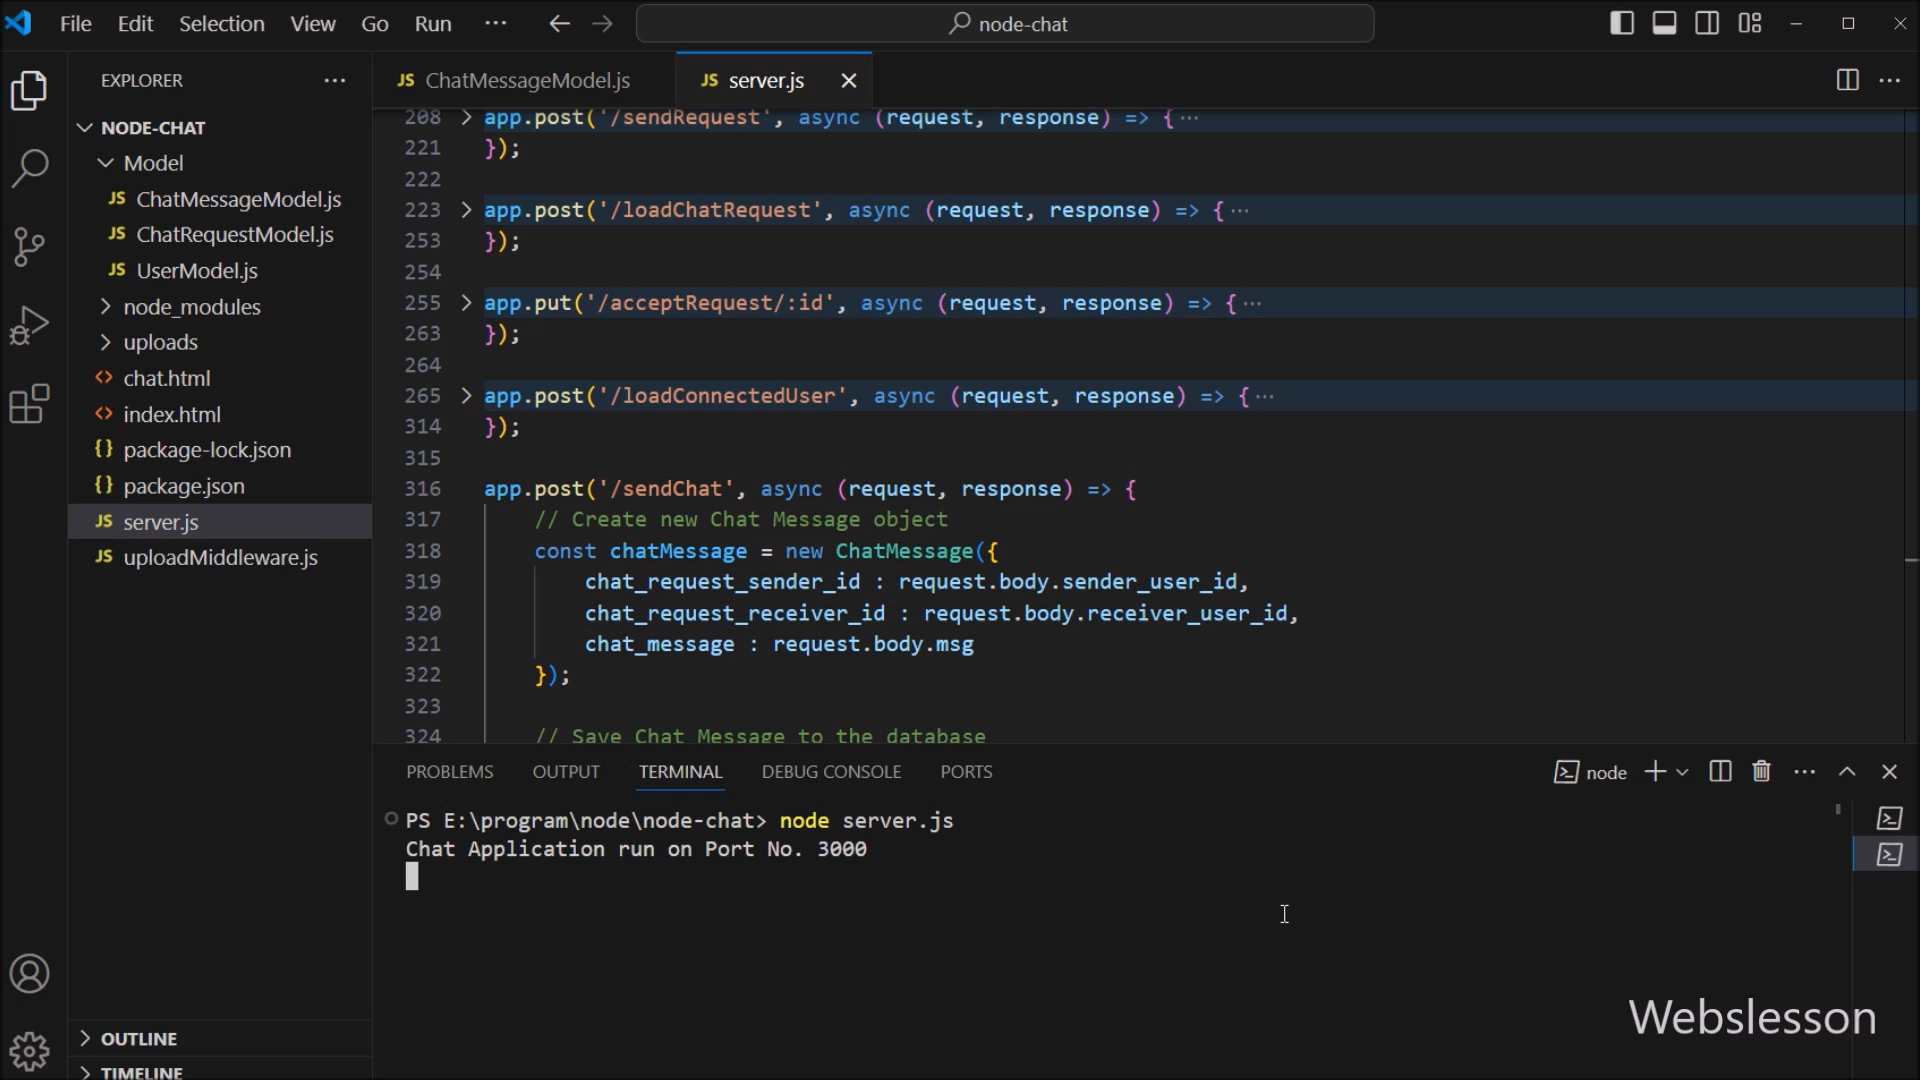 File Edit Selection View Go Run ··· node-chat
EXPLORER ···
ChatMessageModel.js
server.js
NODE-CHAT
Model
JS ChatMessageModel.js
JS ChatRequestModel.js
JS UserModel.js
node_modules
uploads
<> chat.html
<> index.html
{} package-lock.json
{} package.json
JS server.js
JS uploadMiddleware.js
OUTLINE
TIMELINE
208 app.post('/sendRequest', async (request, response) => {···
221 });
222
223 app.post('/loadChatRequest', async (request, response) => {···
253 });
254
255 app.put('/acceptRequest/:id', async (request, response) => {···
263 });
264
265 app.post('/loadConnectedUser', async (request, response) => {···
314 });
315
316 app.post('/sendChat', async (request, response) => {
317 // Create new Chat Message object
318 const chatMessage = new ChatMessage({
319 chat_request_sender_id : request.body.sender_user_id,
320 chat_request_receiver_id : request.body.receiver_user_id,
321 chat_message : request.body.msg
322 });
323
324 // Save Chat Message to the database
PROBLEMS OUTPUT TERMINAL DEBUG CONSOLE PORTS node
PS E:\program\node\node-chat> node server.js
Chat Application run on Port No. 3000
Webslesson